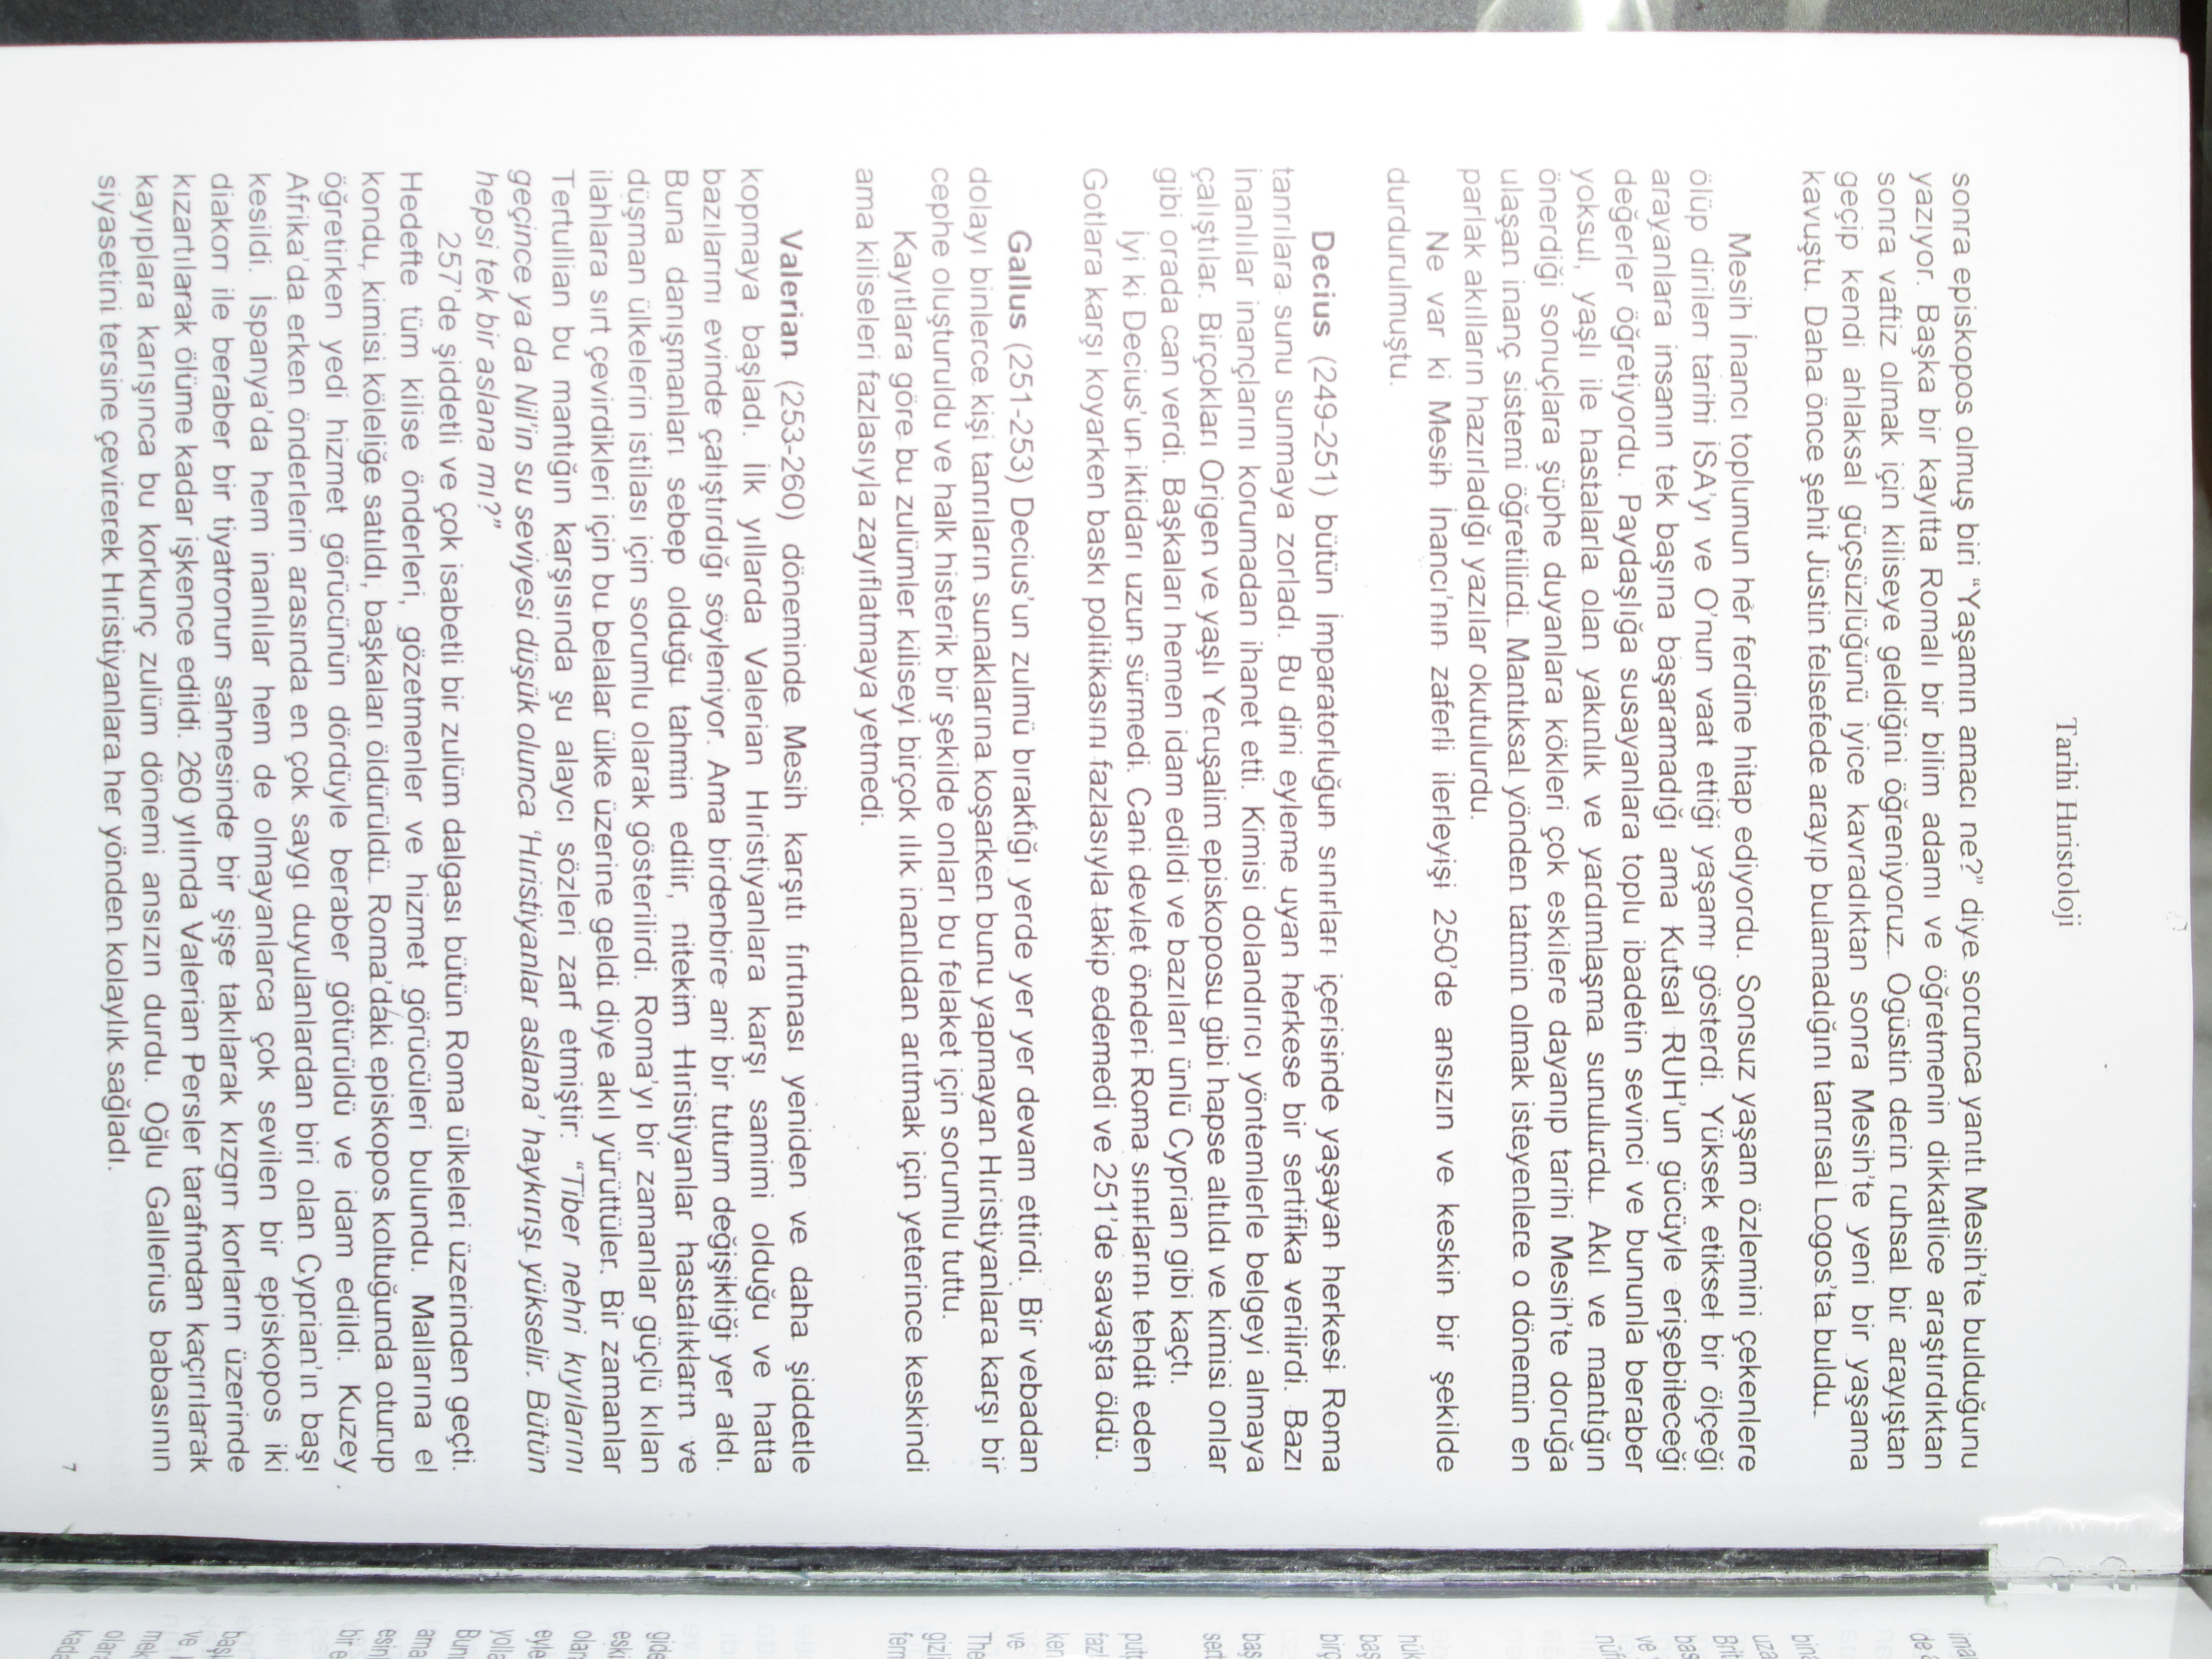 Tarihi Hıristoloji
sonra episkopos olmuş biri “Yaşamın amacı ne?” diye sorunca yanıtı Mesih’te bulduğunu
yazıyor. Başka bir kayıtta Romalı bir bilim adamı ve öğretmenin dikkatlice araştırdıktan
sonra vaftiz olmak için kiliseye geldiğini öğreniyoruz. Ogüstin derin ruhsal bir arayıştan
geçip kendi ahlaksal güçsüzlüğünü iyice kavradıktan sonra Mesih’te yeni bir yaşama
kavuştu. Daha önce şehit Jüstin felsefede arayıp bulamadığını tanrısal Logos’ta buldu.
Mesih İnancı toplumun her ferdine hitap ediyordu. Sonsuz yaşam özlemini çekenlere
ölüp dirilen tarihi İSA’yı ve O’nun vaat ettiği yaşamı gösterdi. Yüksek etiksel bir ölçeği
arayanlara insanın tek başına başaramadığı ama Kutsal RUH’un gücüyle erişebileceği
değerler öğretiyordu. Paydaşlığa susayanlara toplu ibadetin sevinci ve bununla beraber
yoksul, yaşlı ile hastalarla olan yakınlık ve yardımlaşma sunulurdu. Akıl ve mantığın
önerdiği sonuçlara şüphe duyanlara kökleri çok eskilere dayanıp tarihi Mesih’te doruğa
ulaşan inanç sistemi öğretilirdi. Mantıksal yönden tatmin olmak isteyenlere o dönemin en
parlak akılların hazırladığı yazılar okutulurdu.
Ne var ki Mesih İnancı’nın zaferli ilerleyişi 250’de ansızın ve keskin bir şekilde
durdurulmuştu.
Decius (249-251) bütün İmparatorluğun sınırları içerisinde yaşayan herkesi Roma
tanrılara sunu sunmaya zorladı. Bu dini eyleme uyan herkese bir sertifika verilirdi. Bazı
İnanlılar inançlarını korumadan ihanet etti. Kimisi dolandırıcı yöntemlerle belgeyi almaya
çalıştılar. Birçokları Origen ve yaşlı Yeruşalim episkoposu gibi hapse altıldı ve kimisi onlar
gibi orada can verdi. Başkaları hemen idam edildi ve bazıları ünlü Cyprian gibi kaçtı.
İyi ki Decius’un iktidarı uzun sürmedi. Cani devlet önderi Roma sınırlarını tehdit eden
Gotlara karşı koyarken baskı politikasını fazlasıyla takip edemedi ve 251’de savaşta öldü.
Gallus (251-253) Decius’un zulmü bıraktığı yerde yer yer devam ettirdi. Bir vebadan
dolayı binlerce kişi tanrıların sunaklarına koşarken bunu yapmayan Hıristiyanlara karşı bir
cephe oluşturuldu ve halk histerik bir şekilde onları bu felaket için sorumlu tuttu.
Kayıtlara göre bu zulümler kiliseyi birçok ılık inanlıdan arıtmak için yeterince keskindi
ama kiliseleri fazlasıyla zayıflatmaya yetmedi.
Valerian (253-260) döneminde Mesih karşıtı fırtınası yeniden ve daha şiddetle
kopmaya başladı. İlk yıllarda Valerian Hıristiyanlara karşı samimi olduğu ve hatta
bazılarını evinde çalıştırdığı söyleniyor. Ama birdenbire ani bir tutum değişikliği yer aldı.
Buna danışmanları sebep olduğu tahmin edilir, nitekim Hıristiyanlar hastalıkların ve
düşman ülkelerin istilası için sorumlu olarak gösterilirdi. Roma’yı bir zamanlar güçlü kılan
ilahlara sırt çevirdikleri için bu belalar ülke üzerine geldi diye akıl yürüttüler. Bir zamanlar
Tertullian bu mantığın karşısında şu alaycı sözleri zarf etmiştir: “Tiber nehri kıyılarını
geçince ya da Nil’in su seviyesi düşük olunca ‘Hıristiyanlar aslana’ haykırışı yükselir. Bütün
hepsi tek bir aslana mı?”
257’de şiddetli ve çok isabetli bir zulüm dalgası bütün Roma ülkeleri üzerinden geçti.
Hedefte tüm kilise önderleri, gözetmenler ve hizmet görücüleri bulundu. Mallarına el
kondu, kimisi köleliğe satıldı, başkaları öldürüldü. Roma’daki episkopos koltuğunda oturup
öğretirken yedi hizmet görücünün dördüyle beraber götürüldü ve idam edildi. Kuzey
Afrika’da erken önderlerin arasında en çok saygı duyulanlardan biri olan Cyprian’ın başı
kesildi. İspanya’da hem inanlılar hem de olmayanlarca çok sevilen bir episkopos iki
diakon ile beraber bir tiyatronun sahnesinde bir şişe takılarak kızgın korların üzerinde
kızartılarak ölüme kadar işkence edildi. 260 yılında Valerian Persler tarafından kaçırılarak
kayıplara karışınca bu korkunç zulüm dönemi ansızın durdu. Oğlu Gallerius babasının
siyasetini tersine çevirerek Hıristiyanlara her yönden kolaylık sağladı.
7